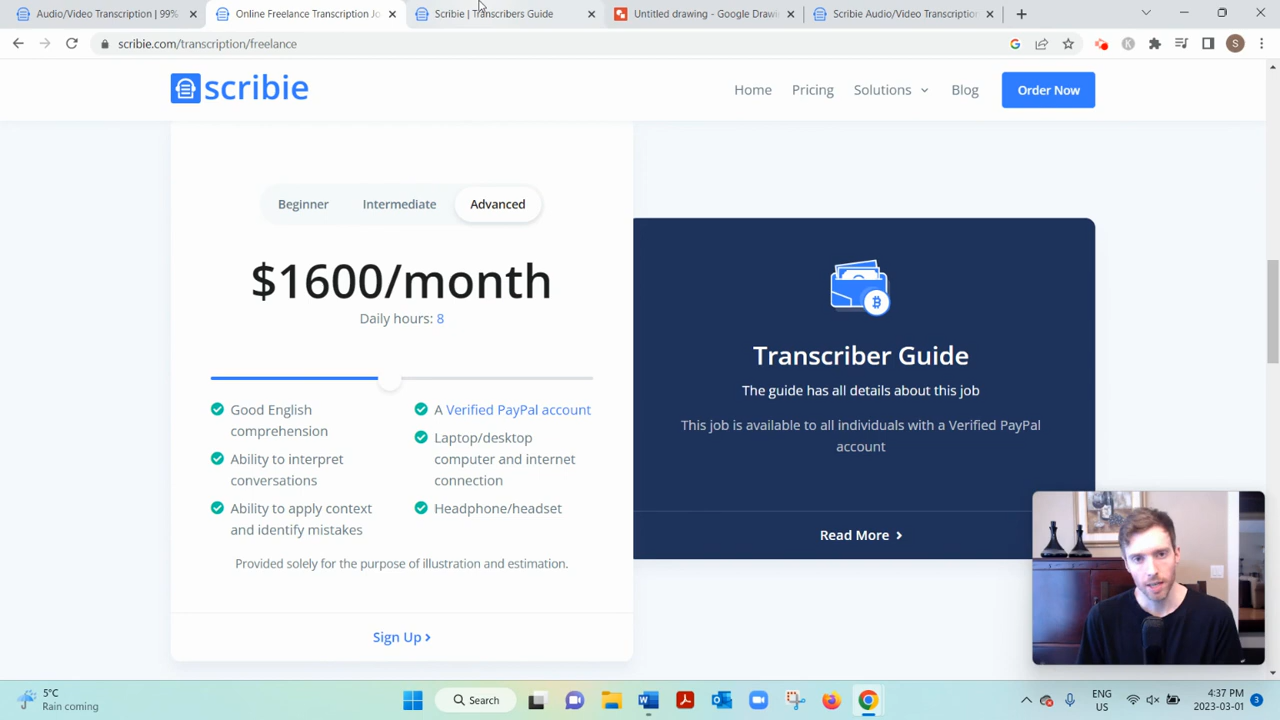 Audio/Video Transcription | 99%
Online Freelance Transcription Jo
Scribie | Transcribers Guide
Untitled drawing - Google Drawi
Scribie Audio/Video Transcription
scribie.com/transcription/freelance
scribie
Home
Pricing
Solutions
Blog
Order Now
Beginner
Intermediate
Advanced
$1600/month
Daily hours: 8
Good English
comprehension
Ability to interpret
conversations
Ability to apply context
and identify mistakes
A Verified PayPal account
Laptop/desktop
computer and internet
connection
Headphone/headset
Provided solely for the purpose of illustration and estimation.
Sign Up
Transcriber Guide
The guide has all details about this job
This job is available to all individuals with a Verified PayPal
account
Read More
5°C
Rain coming
Search
ENG
US
4:37 PM
2023-03-01
3